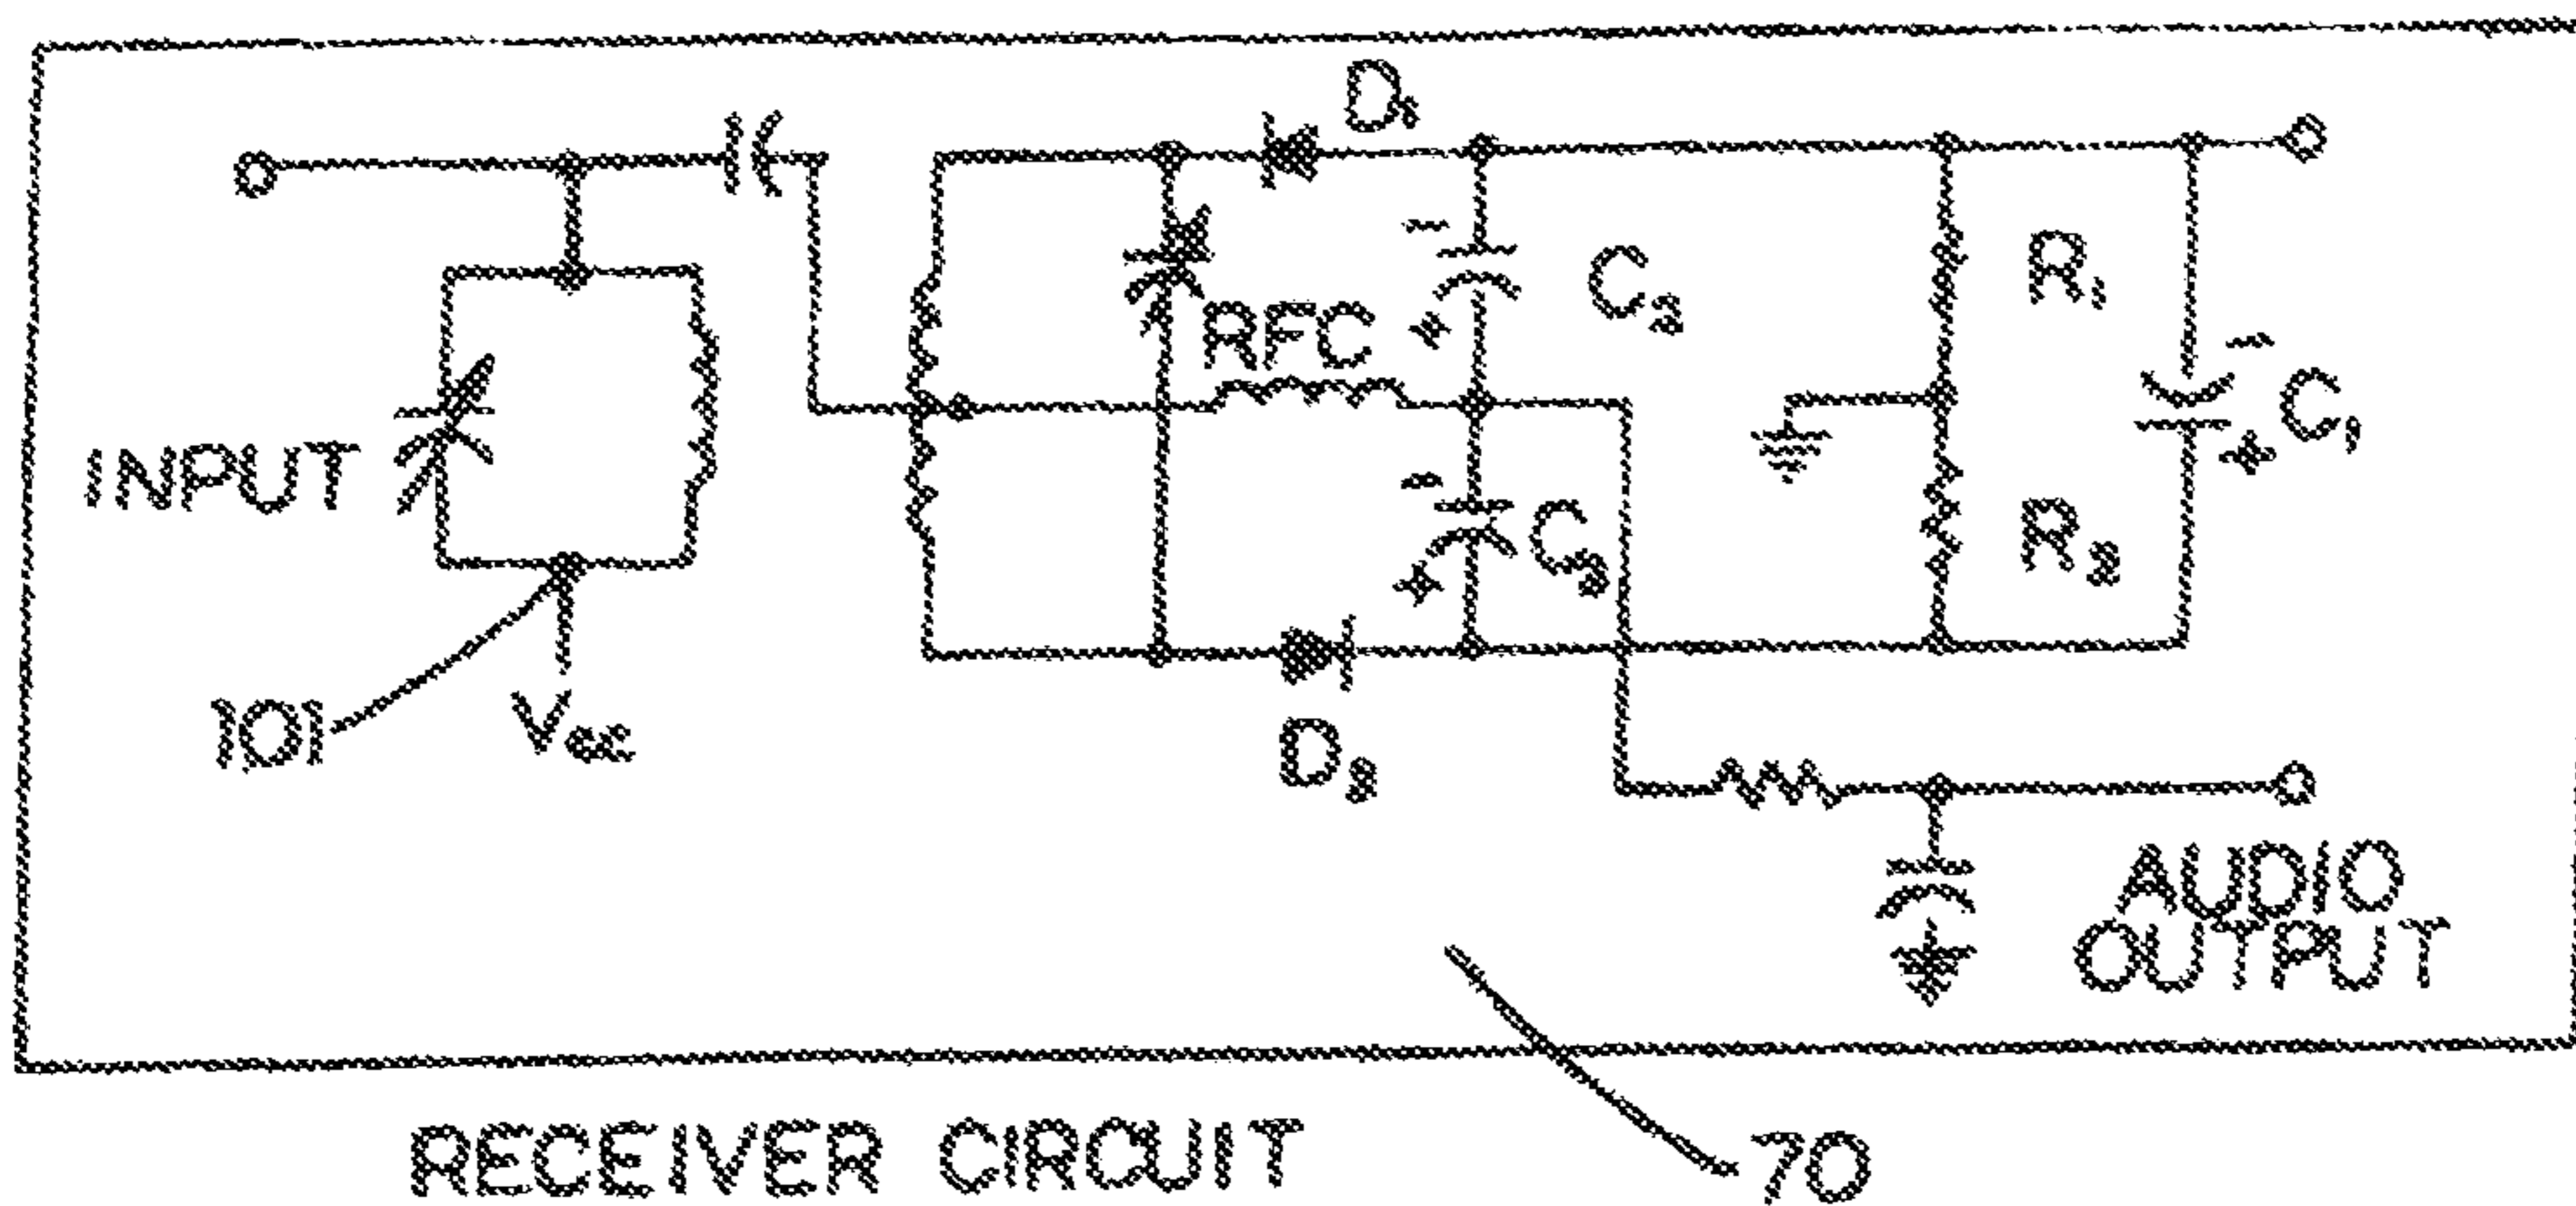 D₁
C₂
R₁
RFC
C₁
INPUT
C₃
R₂
101
Vcc
D₂
AUDIO
OUTPUT
RECEIVER CIRCUIT
70